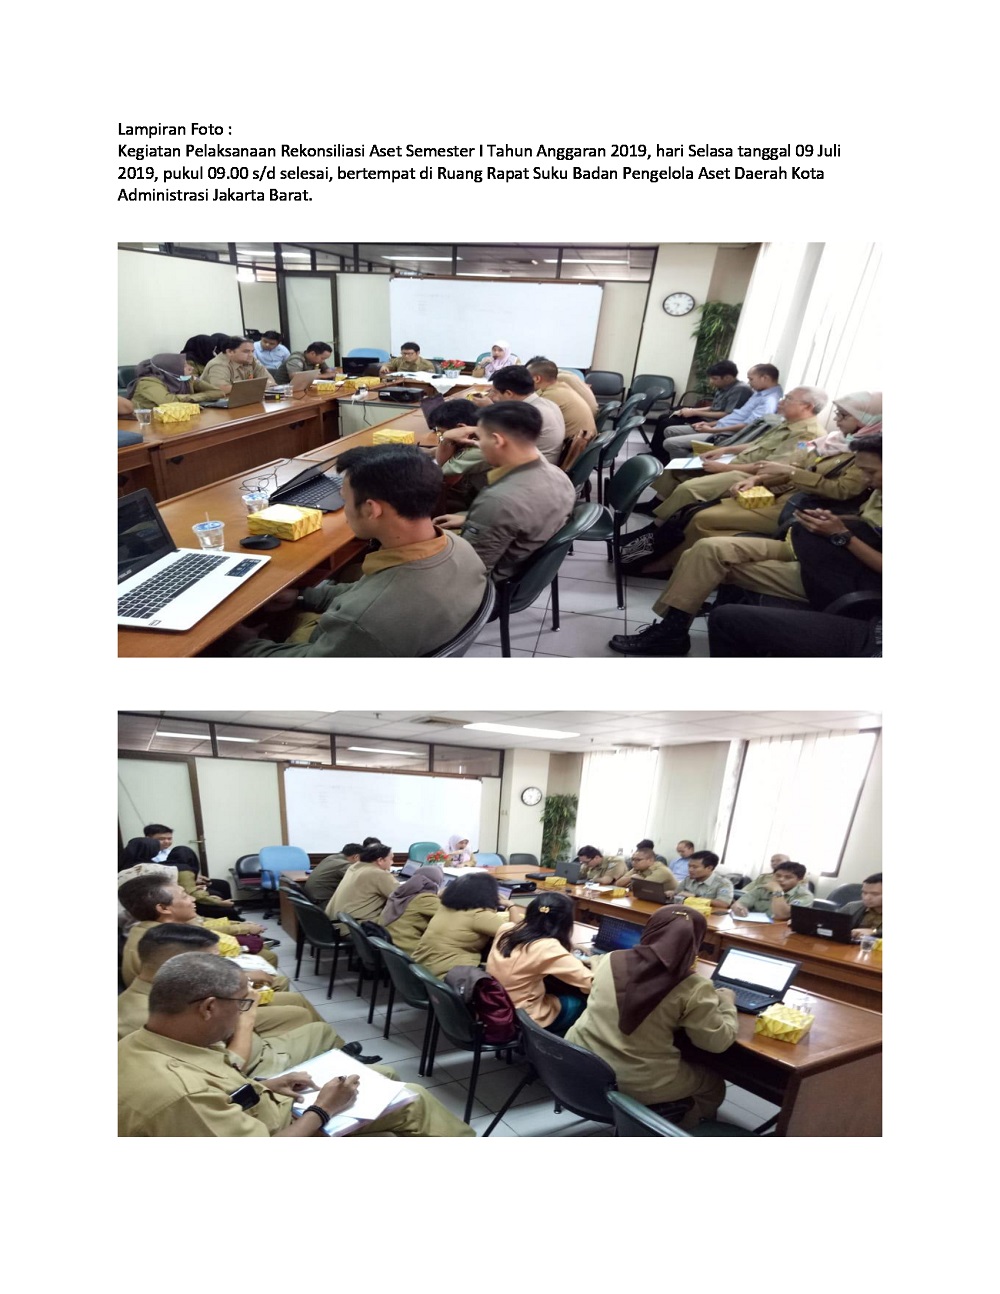 Lampiran Foto :
Kegiatan Pelaksanaan Rekonsiliasi Aset Semester I Tahun Anggaran 2019, hari Selasa tanggal 09 Juli
2019, pukul 09.00 s/d selesai, bertempat di Ruang Rapat Suku Badan Pengelola Aset Daerah Kota
Administrasi Jakarta Barat.